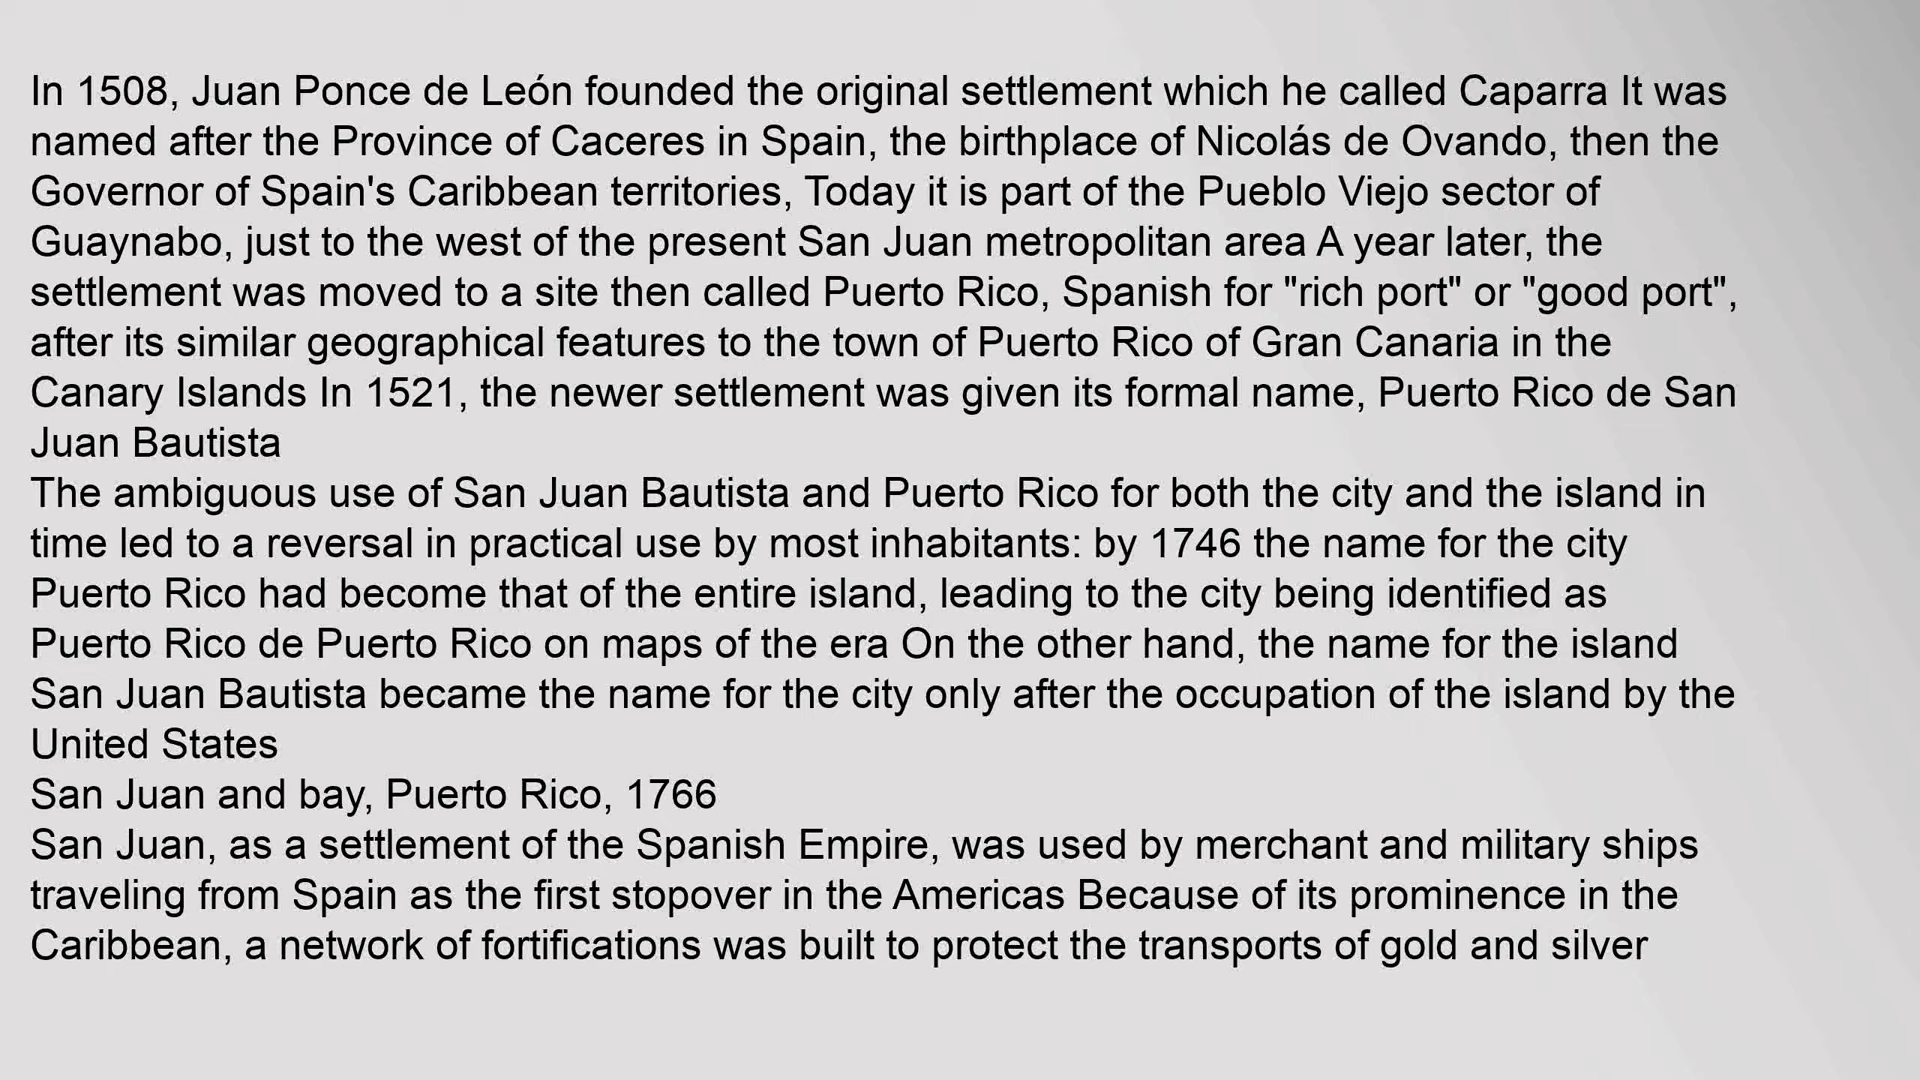 In 1508, Juan Ponce de León founded the original settlement which he called Caparra It was
named after the Province of Caceres in Spain, the birthplace of Nicolás de Ovando, then the
Governor of Spain's Caribbean territories, Today it is part of the Pueblo Viejo sector of
Guaynabo, just to the west of the present San Juan metropolitan area A year later, the
settlement was moved to a site then called Puerto Rico, Spanish for "rich port" or "good port",
after its similar geographical features to the town of Puerto Rico of Gran Canaria in the
Canary Islands In 1521, the newer settlement was given its formal name, Puerto Rico de San
Juan Bautista
The ambiguous use of San Juan Bautista and Puerto Rico for both the city and the island in
time led to a reversal in practical use by most inhabitants: by 1746 the name for the city
Puerto Rico had become that of the entire island, leading to the city being identified as
Puerto Rico de Puerto Rico on maps of the era On the other hand, the name for the island
San Juan Bautista became the name for the city only after the occupation of the island by the
United States
San Juan and bay, Puerto Rico, 1766
San Juan, as a settlement of the Spanish Empire, was used by merchant and military ships
traveling from Spain as the first stopover in the Americas Because of its prominence in the
Caribbean, a network of fortifications was built to protect the transports of gold and silver